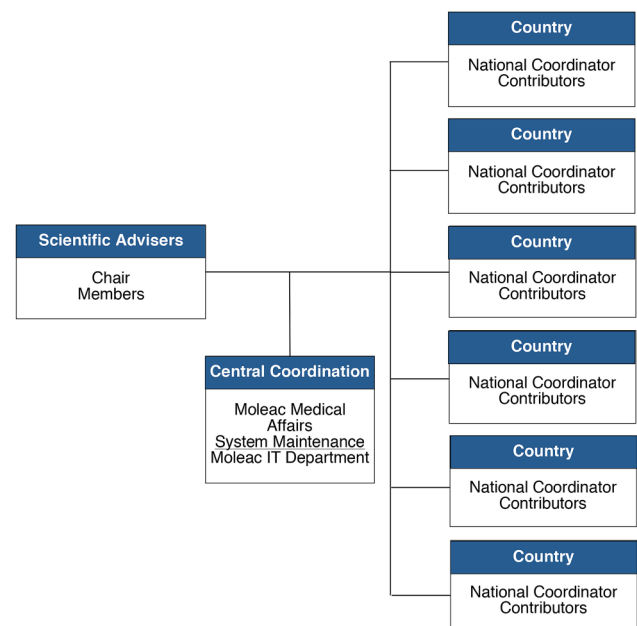 Scientific Advisers
Chair
Members
Central Coordination
Moleac Medical
Affairs
System Maintenance
Moleac IT Department
Country
National Coordinator
Contributors
Country
National Coordinator
Contributors
Country
National Coordinator
Contributors
Country
National Coordinator
Contributors
Country
National Coordinator
Contributors
Country
National Coordinator
Contributors